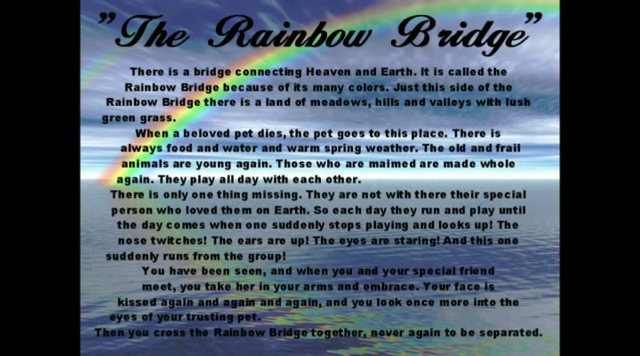 "The Rainbow Bridge"
There is a bridge connecting Heaven and Earth. It is called the
Rainbow Bridge because of its many colors. Just this side of the
Rainbow Bridge there is a land of meadows, hills and valleys with lush
green grass.
When a beloved pet dies, the pet goes to this place. There is
always food and water and warm spring weather. The old and frail
animals are young again. Those who are maimed are made whole
again. They play all day with each other.
There is only one thing missing. They are not with there their special
person who loved them on Earth. So each day they run and play until
the day comes when one suddenly stops playing and looks up! The
nose twitches! The ears are up! The eyes are staring! And this one
suddenly runs from the group!
You have been seen, and when you and your special friend
meet, you take her in your arms and embrace. Your face is
kissed again and again and again, and you look once more into the
eyes of your trusting pet.
Then you cross the Rainbow Bridge together, never again to be separated.